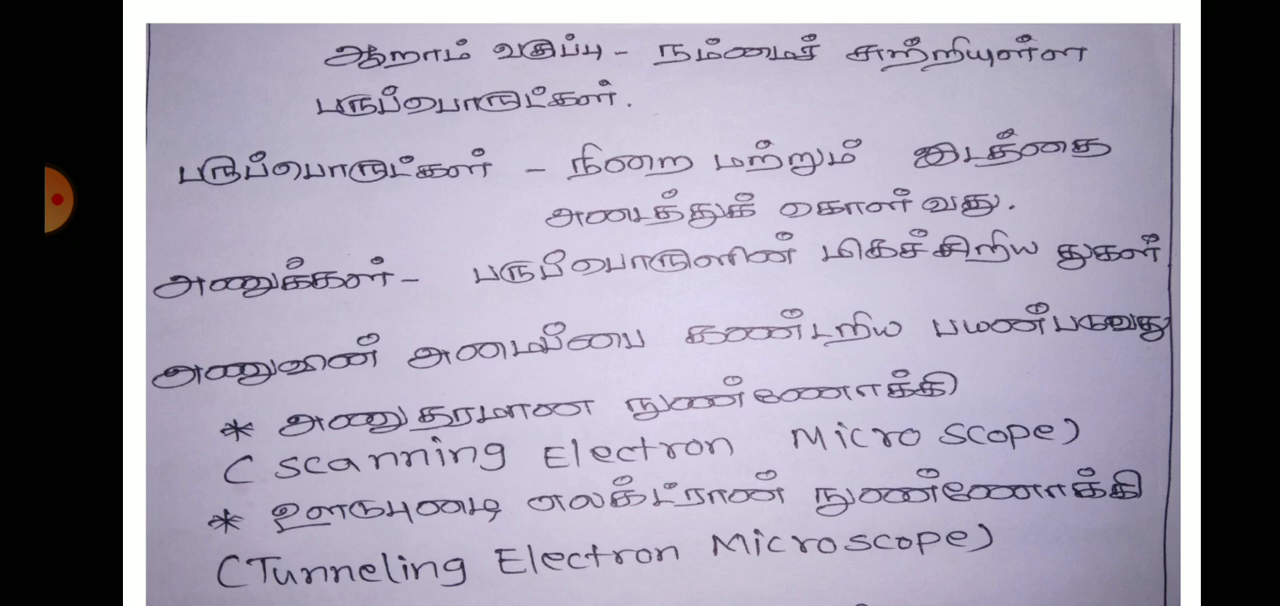 ஆறாம் வகுப்பு - நம்மைச் சுற்றியுள்ள
பருப்பொருட்கள்.
பருப்பொருட்கள் - நிறை மற்றும் இடத்தை
அடைத்துக் கொள்வது.
அணுக்கள் - பருப்பொருளின் மிகச்சிறிய துகள்
அணுவின் அமைப்பை கண்டறிய பயன்படுவது
* அணு தரமான நுண்ணோக்கி
(Scanning Electron Microscope)
* ஊடுபுழை எலக்ட்ரான் நுண்ணோக்கி
(Tunneling Electron Microscope)